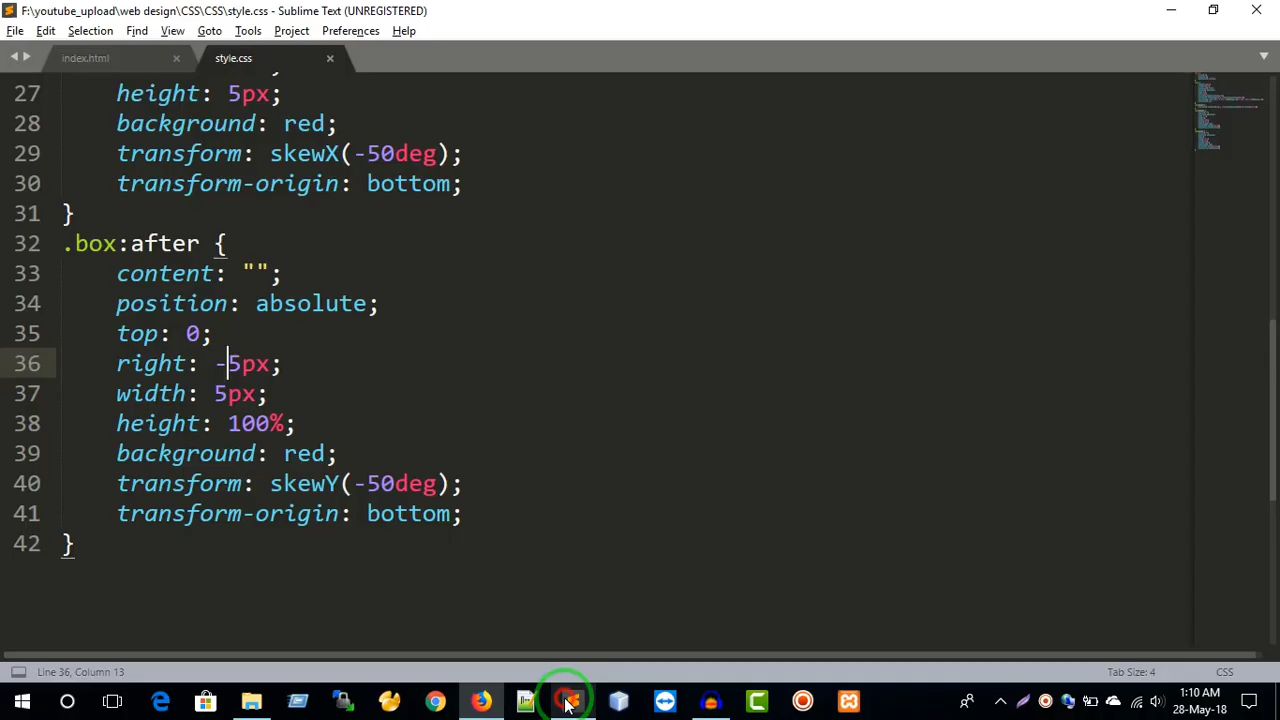 F:\youtube_upload\web design\CSS\CSS\style.css - Sublime Text (UNREGISTERED)
File Edit Selection Find View Goto Tools Project Preferences Help
index.html style.css
27 height: 5px;
28 background: red;
29 transform: skewX(-50deg);
30 transform-origin: bottom;
31 }
32 .box:after {
33 content: "";
34 position: absolute;
35 top: 0;
36 right: -5px;
37 width: 5px;
38 height: 100%;
39 background: red;
40 transform: skewY(-50deg);
41 transform-origin: bottom;
42 }
Line 36, Column 13 Tab Size: 4 CSS
1:10 AM
28-May-18